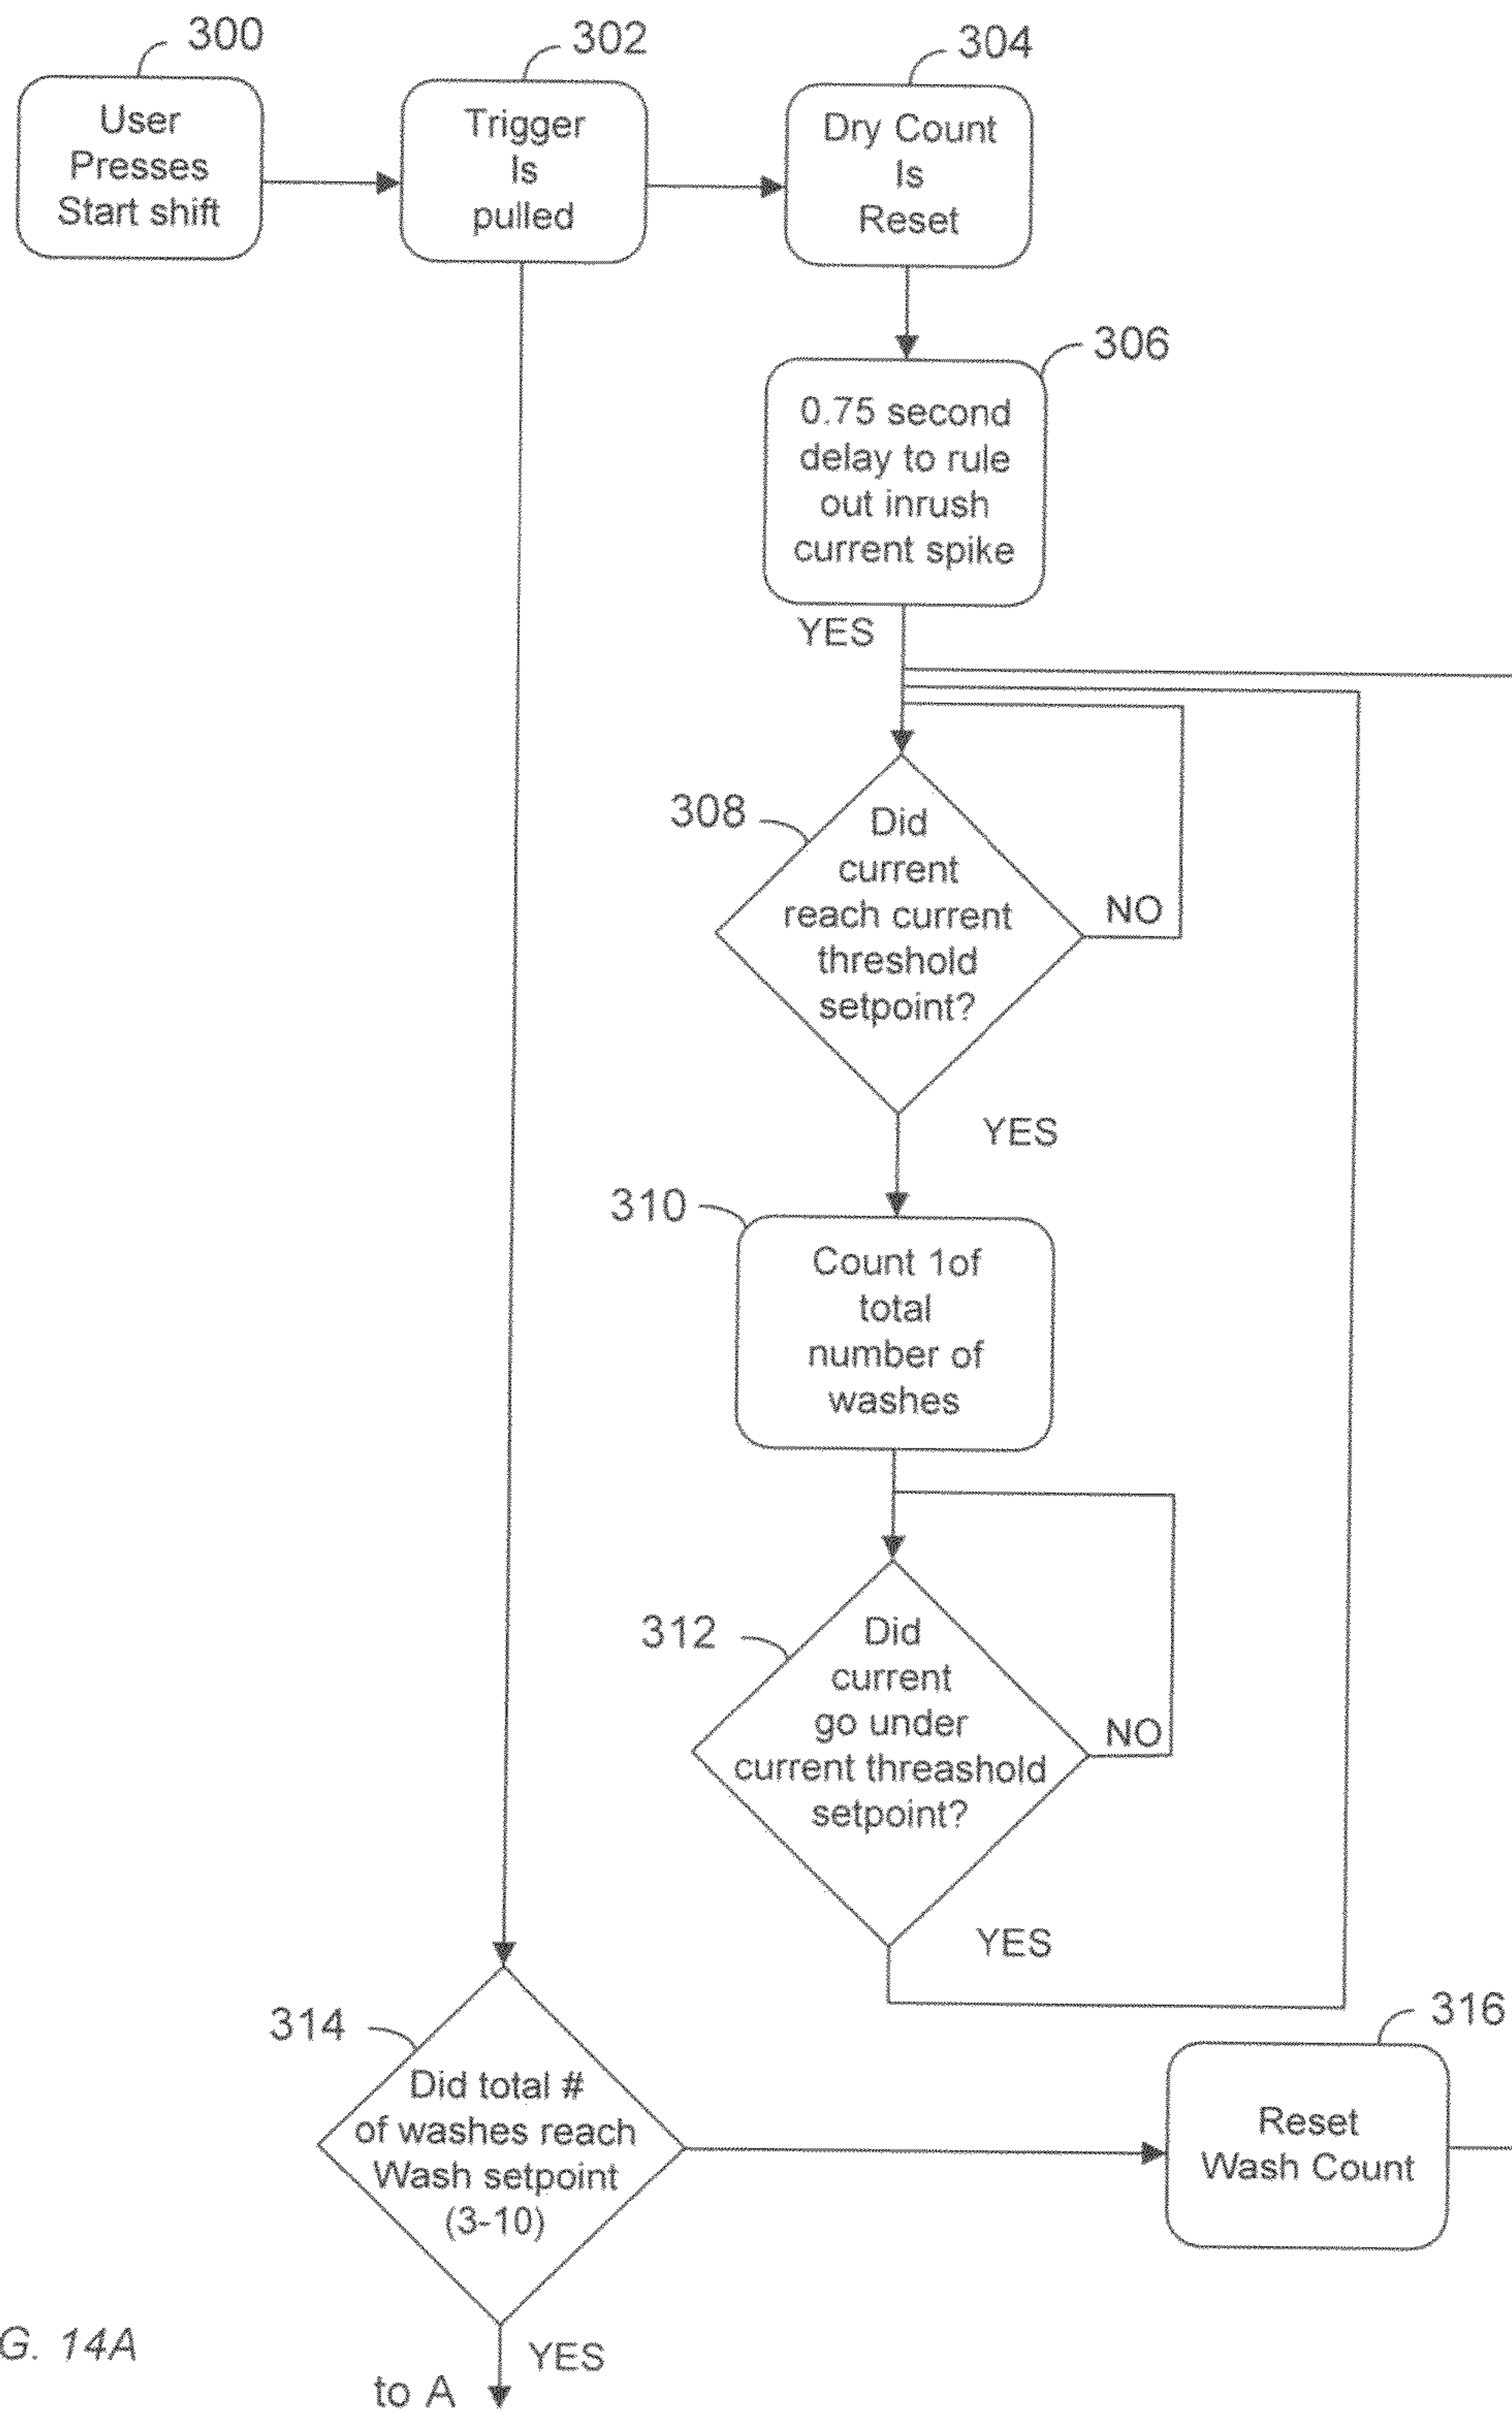 300
User
Presses
Start shift
302
Trigger
Is
pulled
304
Dry Count
Is
Reset
306
0.75 second
delay to rule
out inrush
current spike
YES
308
Did
current
reach current
threshold
setpoint?
NO
YES
310
Count 1of
total
number of
washes
312
Did
current
go under
current threashold
setpoint?
NO
YES
314
Did total #
of washes reach
Wash setpoint
(3-10)
316
Reset
Wash Count
YES
to A
G. 14A